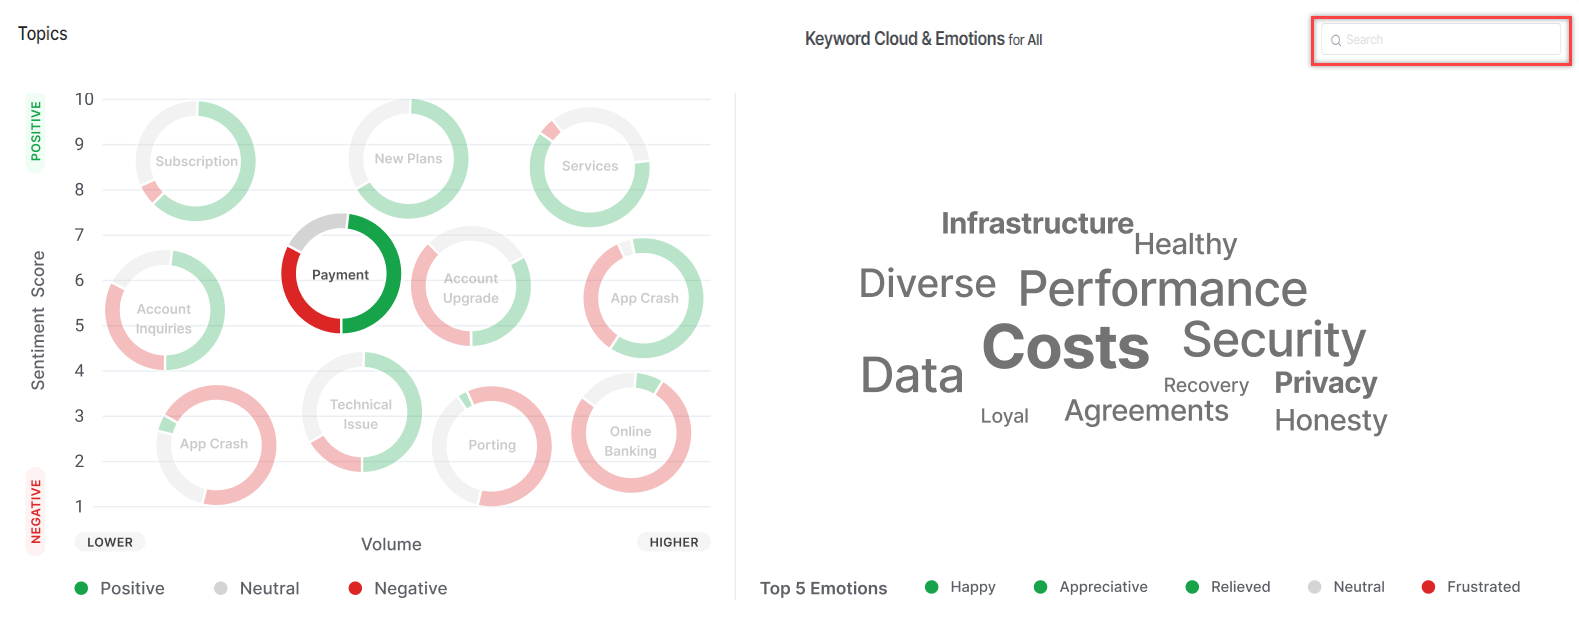 Topics
Keyword Cloud & Emotions for All
Search
POSITIVE
NEGATIVE
Sentiment Score
10
9
8
7
6
5
4
3
2
1
Subscription
New Plans
Services
Payment
Account
Inquiries
Account
Upgrade
App Crash
App Crash
Technical
Issue
Porting
Online
Banking
LOWER
Volume
HIGHER
Positive
Neutral
Negative
Infrastructure
Healthy
Diverse
Performance
Costs
Security
Data
Recovery
Privacy
Loyal
Agreements
Honesty
Top 5 Emotions
Happy
Appreciative
Relieved
Neutral
Frustrated